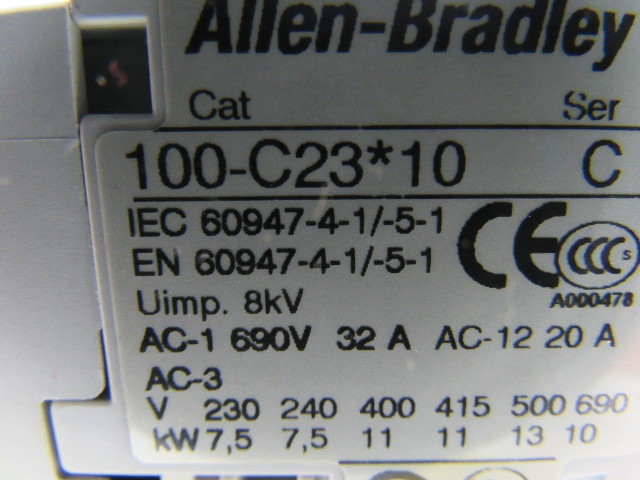 Allen-Bradley
Cat Ser
100-C23*10 C
IEC 60947-4-1/-5-1
EN 60947-4-1/-5-1
CE CCC S
Uimp. 8kV A000478
AC-1 690V 32 A AC-12 20 A
AC-3
V 230 240 400 415 500 690
kW 7,5 7,5 11 11 13 10